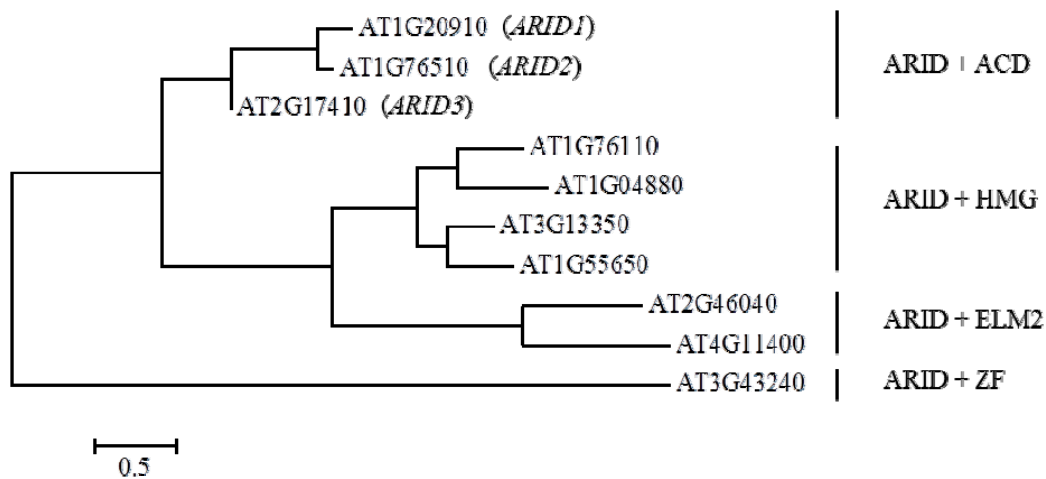 AT1G20910 (ARID1)
AT1G76510 (ARID2)
AT2G17410 (ARID3)
ARID + ACD
AT1G76110
AT1G04880
AT3G13350
AT1G55650
ARID + HMG
AT2G46040
AT4G11400
ARID + ELM2
AT3G43240
ARID + ZF
0.5